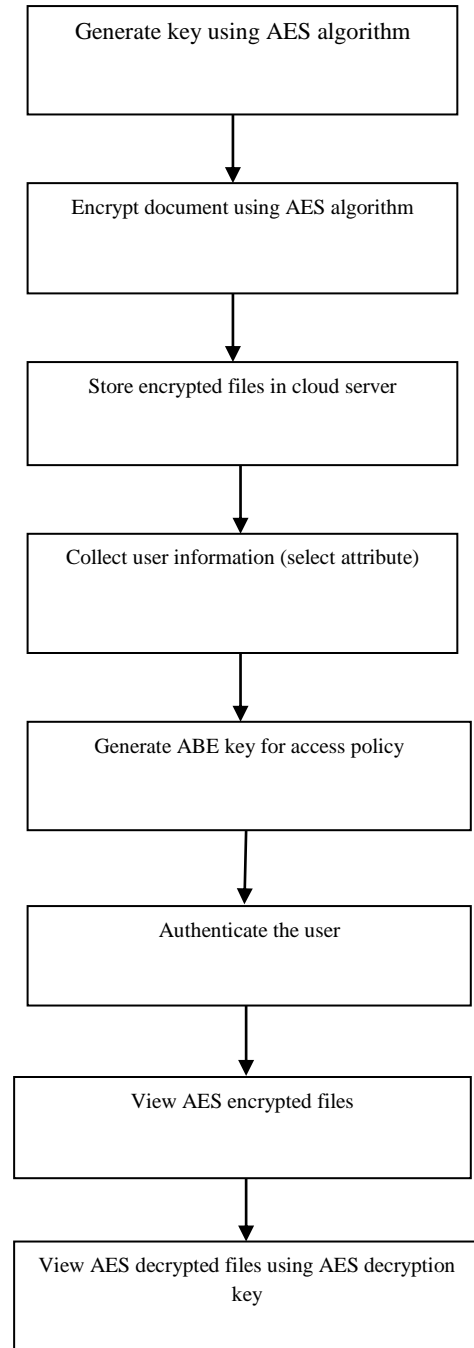 Generate key using AES algorithm
Encrypt document using AES algorithm
Store encrypted files in cloud server
Collect user information (select attribute)
Generate ABE key for access policy
Authenticate the user
View AES encrypted files
View AES decrypted files using AES decryption
key